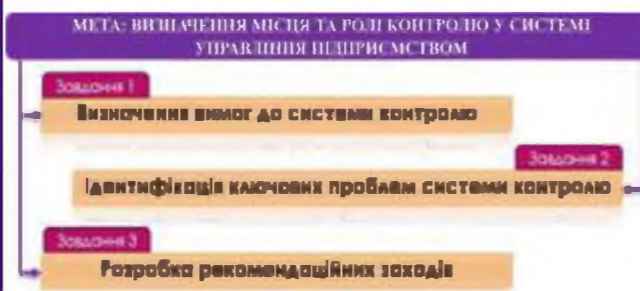 МЕТА: ВИЗНАЧЕННЯ МІСЦЯ ТА РОЛІ КОНТРОЛЮ У СИСТЕМІ
УПРАВЛІННЯ ПІДПРИЄМСТВОМ
Завдання 1
Визначення вимог до системи контролю
Завдання 2
Ідентифікація ключових проблем системи контролю
Завдання 3
Розробка рекомендаційних заходів